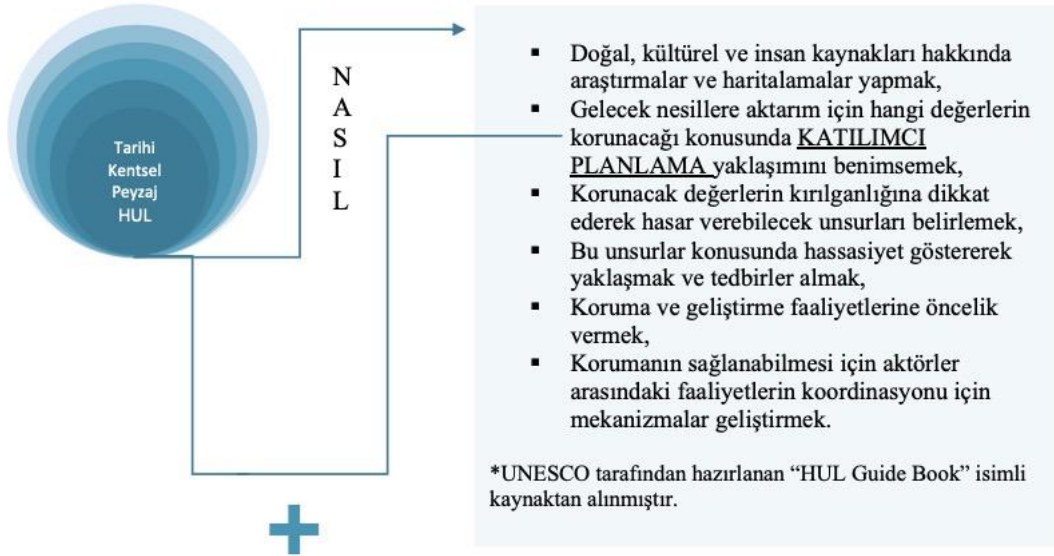 Tarihi
Kentsel
Peyzaj
HUL
N
A
S
I
L
▪ Doğal, kültürel ve insan kaynakları hakkında
araştırmalar ve haritalamalar yapmak,
▪ Gelecek nesillere aktarım için hangi değerlerin
korunacağı konusunda KATILIMCI
PLANLAMA yaklaşımını benimsemek,
▪ Korunacak değerlerin kırılganlığına dikkat
ederek hasar verebilecek unsurları belirlemek,
▪ Bu unsurlar konusunda hassasiyet göstererek
yaklaşmak ve tedbirler almak,
▪ Koruma ve geliştirme faaliyetlerine öncelik
vermek,
▪ Korumanın sağlanabilmesi için aktörler
arasındaki faaliyetlerin koordinasyonu için
mekanizmalar geliştirmek.
*UNESCO tarafından hazırlanan “HUL Guide Book” isimli
kaynaktan alınmıştır.